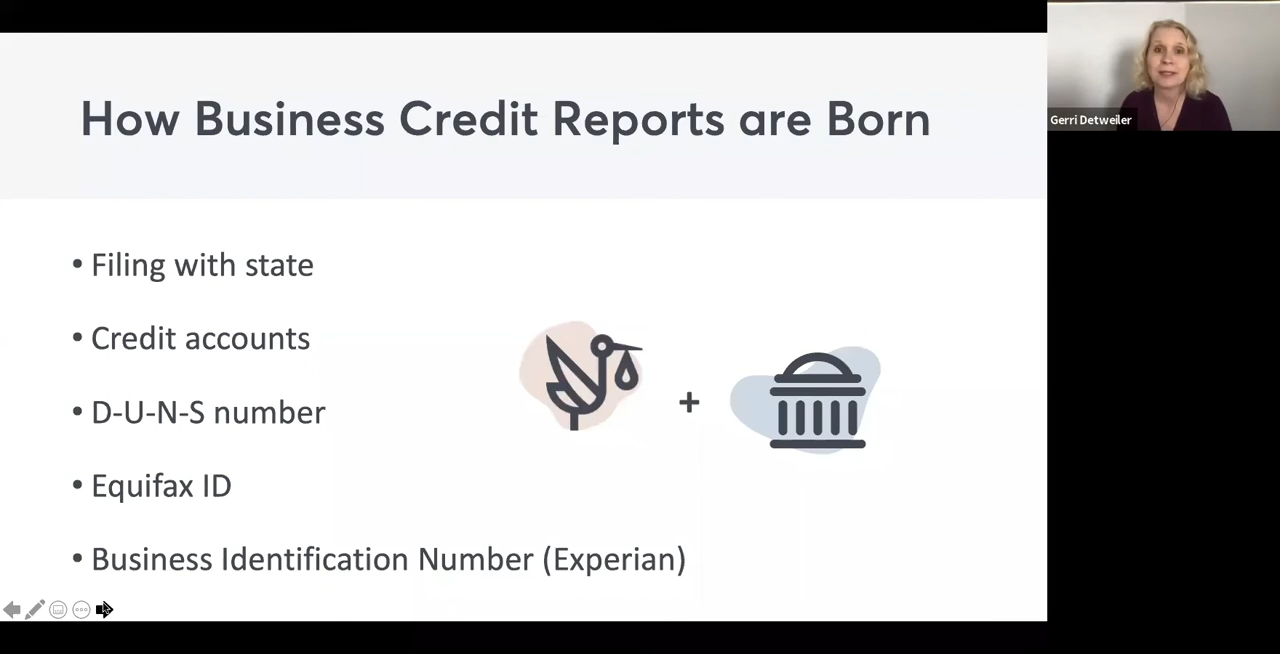 How Business Credit Reports are Born
Gerri Detweiler
• Filing with state
• Credit accounts
• D-U-N-S number
• Equifax ID
• Business Identification Number (Experian)
+